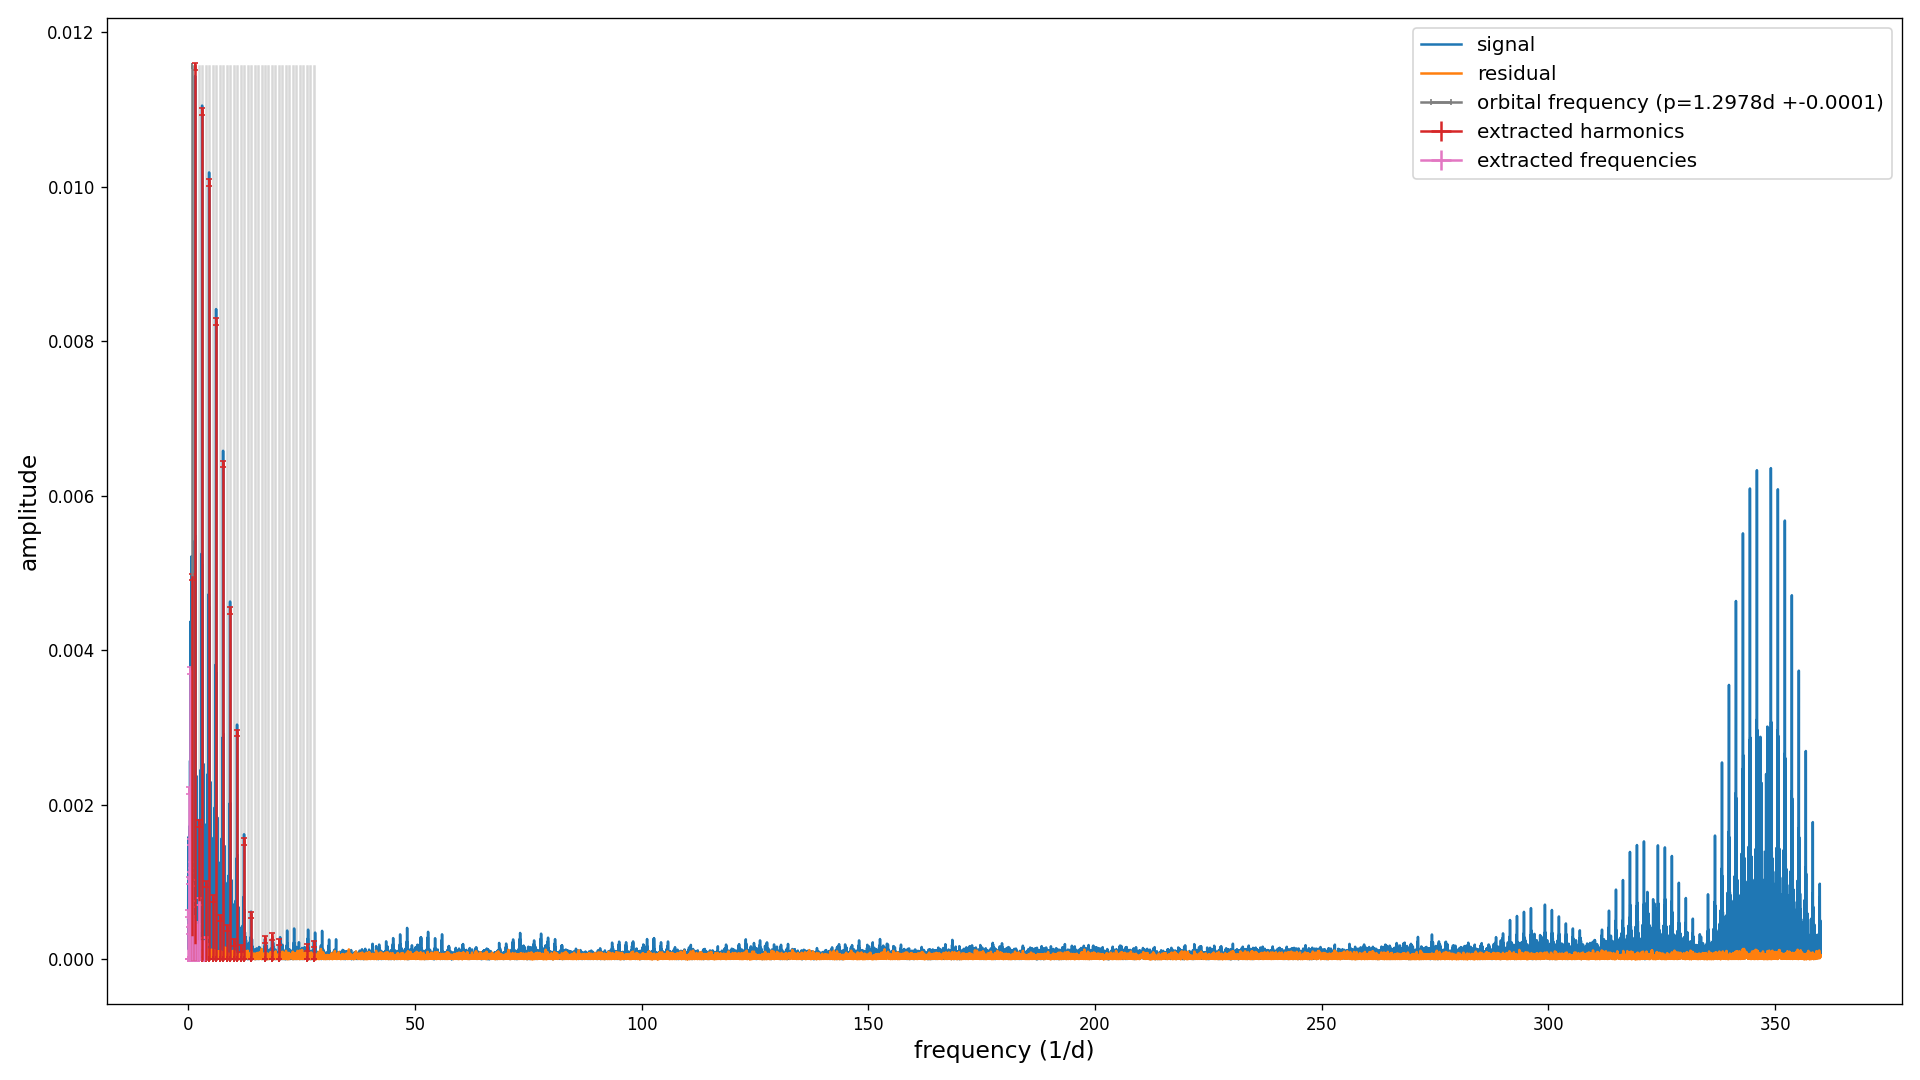 signal
residual
orbital frequency (p=1.2978d +-0.0001)
extracted harmonics
extracted frequencies
0.012
0.010
0.008
0.006
0.004
0.002
0.000
amplitude
0 50 100 150 200 250 300 350
frequency (1/d)